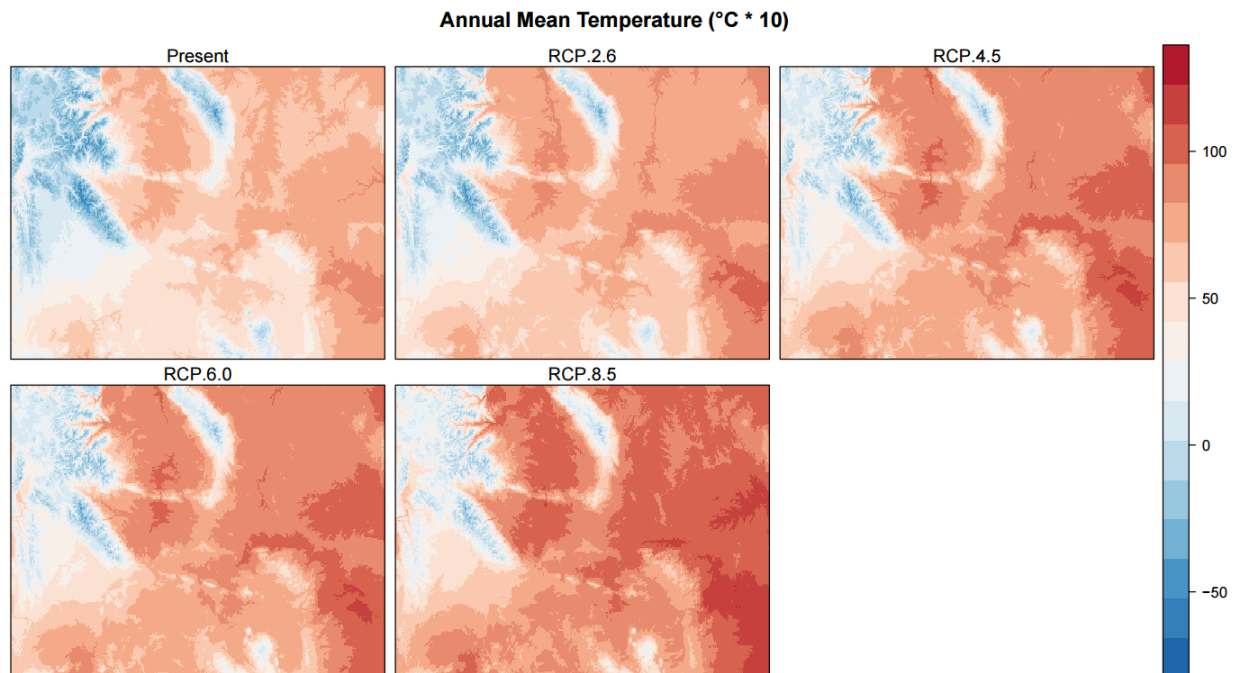 Annual Mean Temperature (°C * 10)
Present
RCP.2.6
RCP.4.5
RCP.6.0
RCP.8.5
100
50
0
−50